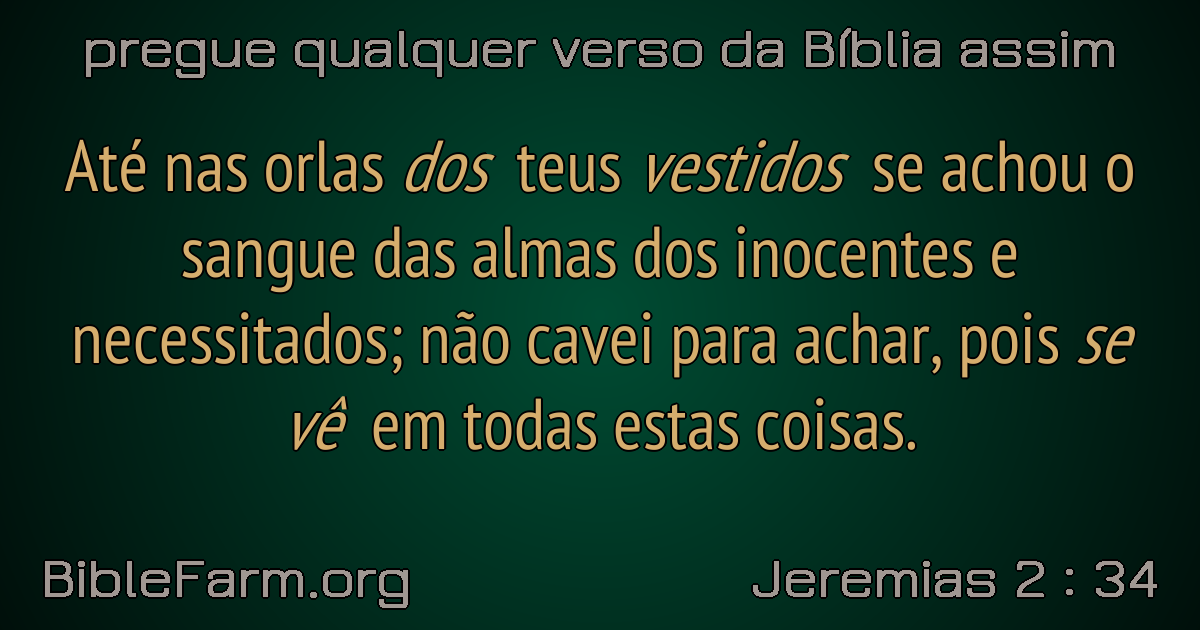 pregue qualquer verso da Bíblia assim
Até nas orlas dos teus vestidos se achou o
sangue das almas dos inocentes e
necessitados; não cavei para achar, pois se
vê em todas estas coisas.
BibleFarm.org
Jeremias 2 : 34